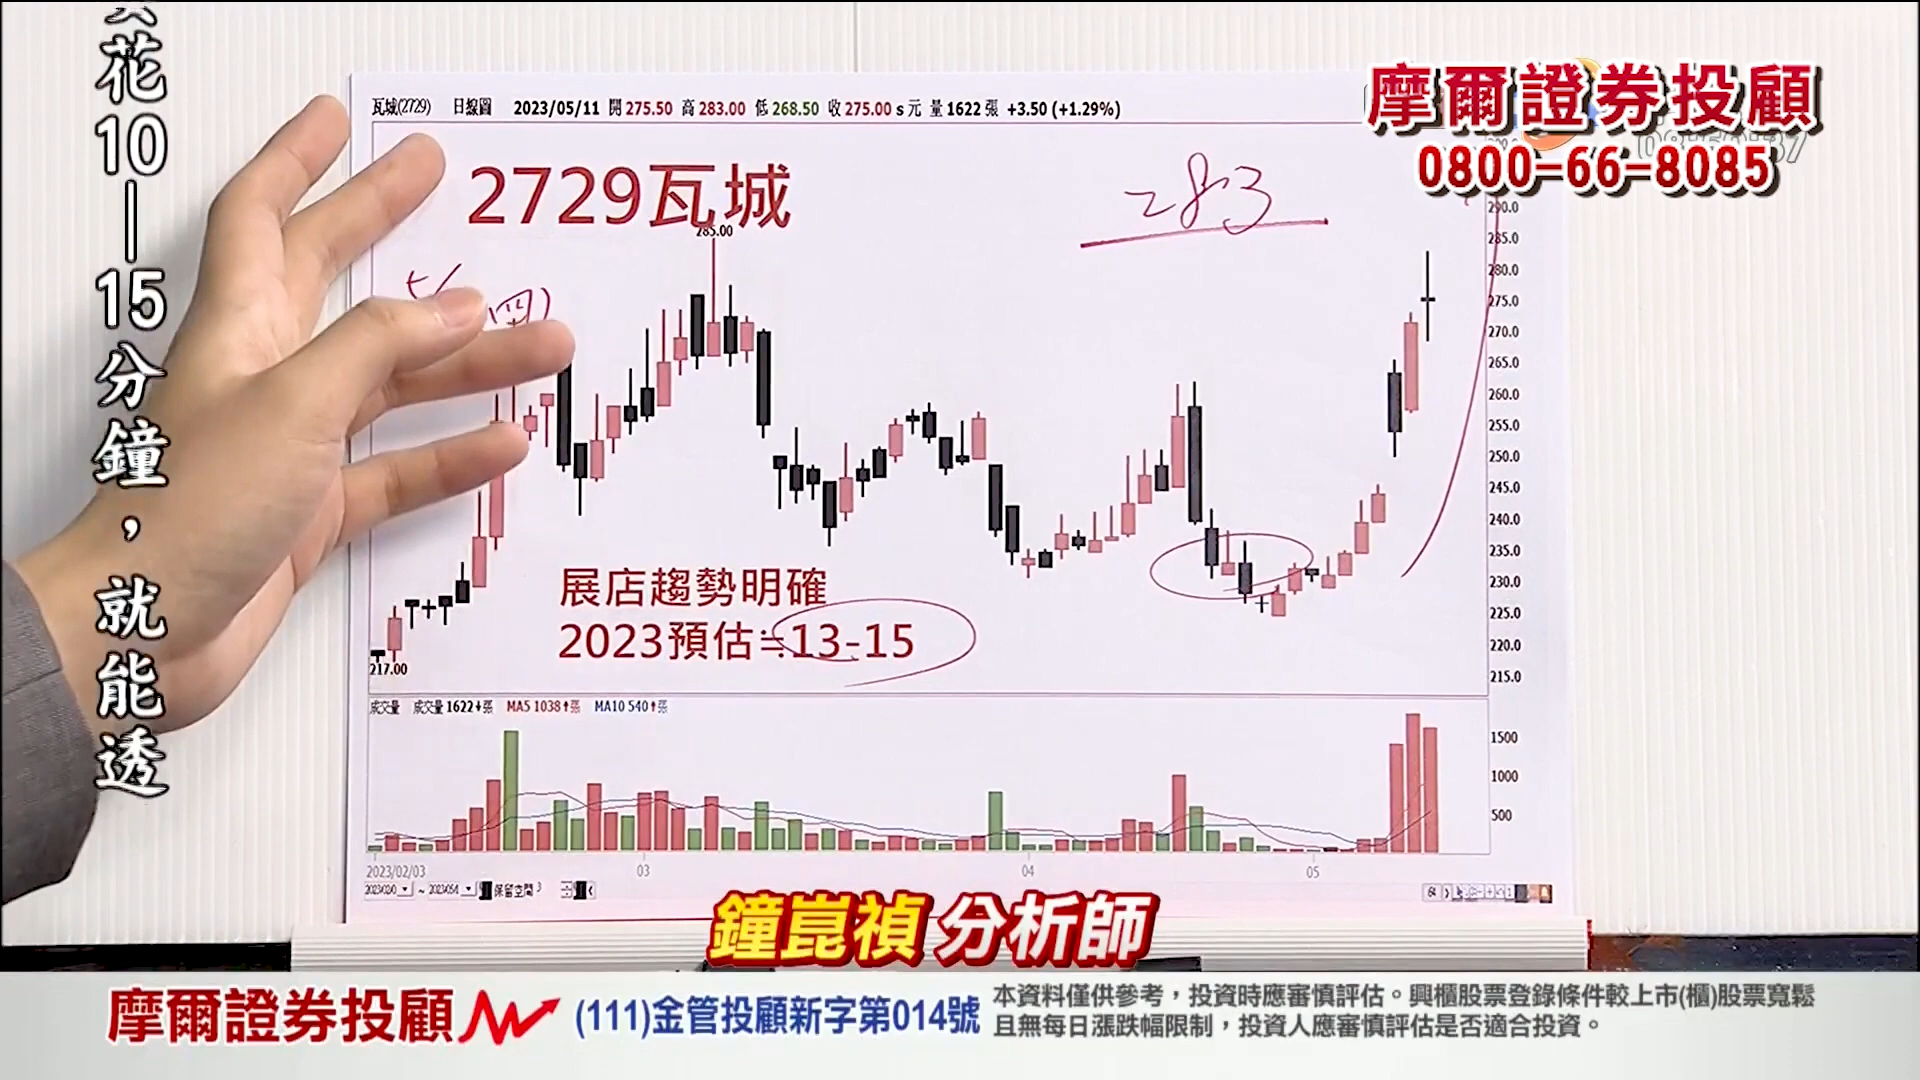 花10—15分鐘，就能透
摩爾證券投顧
0800-66-8085
瓦城(2729) 日線圖 2023/05/11 開 275.50 高 283.00 低 268.50 收 275.00 s 元 量 1622 張 +3.50 (+1.29%)
2729瓦城
283
285.00
290.0
285.0
280.0
275.0
270.0
265.0
260.0
255.0
250.0
245.0
240.0
235.0
230.0
225.0
220.0
215.0
展店趨勢明確
2023預估≒13-15
217.00
成交量 成交量 1622↓張 MA5 1038↑張 MA10 540↑張
1500
1000
500
2023/02/03 03 04 05
保留空間 3
鐘崑禎 分析師
摩爾證券投顧 (111)金管投顧新字第014號
本資料僅供參考，投資時應審慎評估。興櫃股票登錄條件較上市(櫃)股票寬鬆
且無每日漲跌幅限制，投資人應審慎評估是否適合投資。